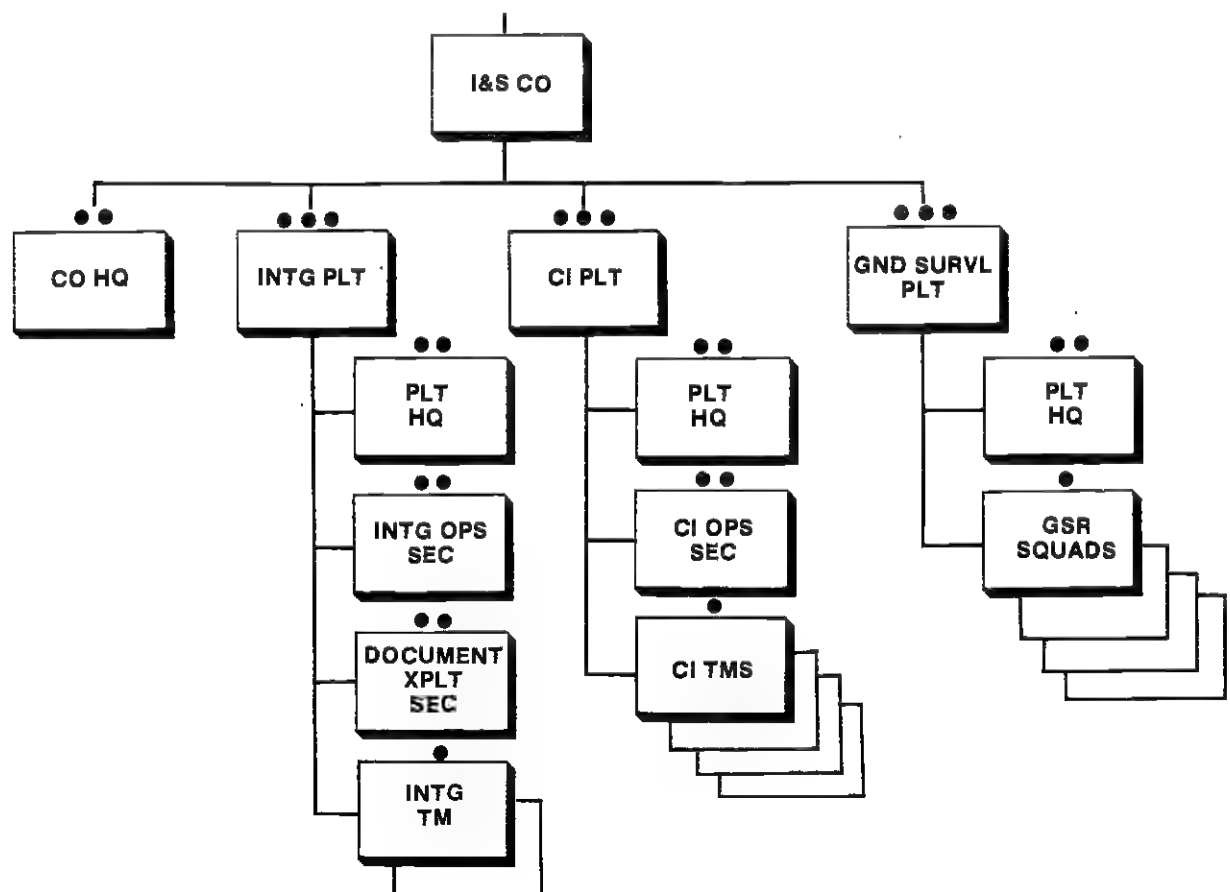 I&S CO
CO HQ
INTG PLT
CI PLT
GND SURVL
PLT
PLT
HQ
PLT
HQ
PLT
HQ
INTG OPS
SEC
CI OPS
SEC
GSR
SQUADS
DOCUMENT
XPLT
SEC
CI TMS
INTG
TM